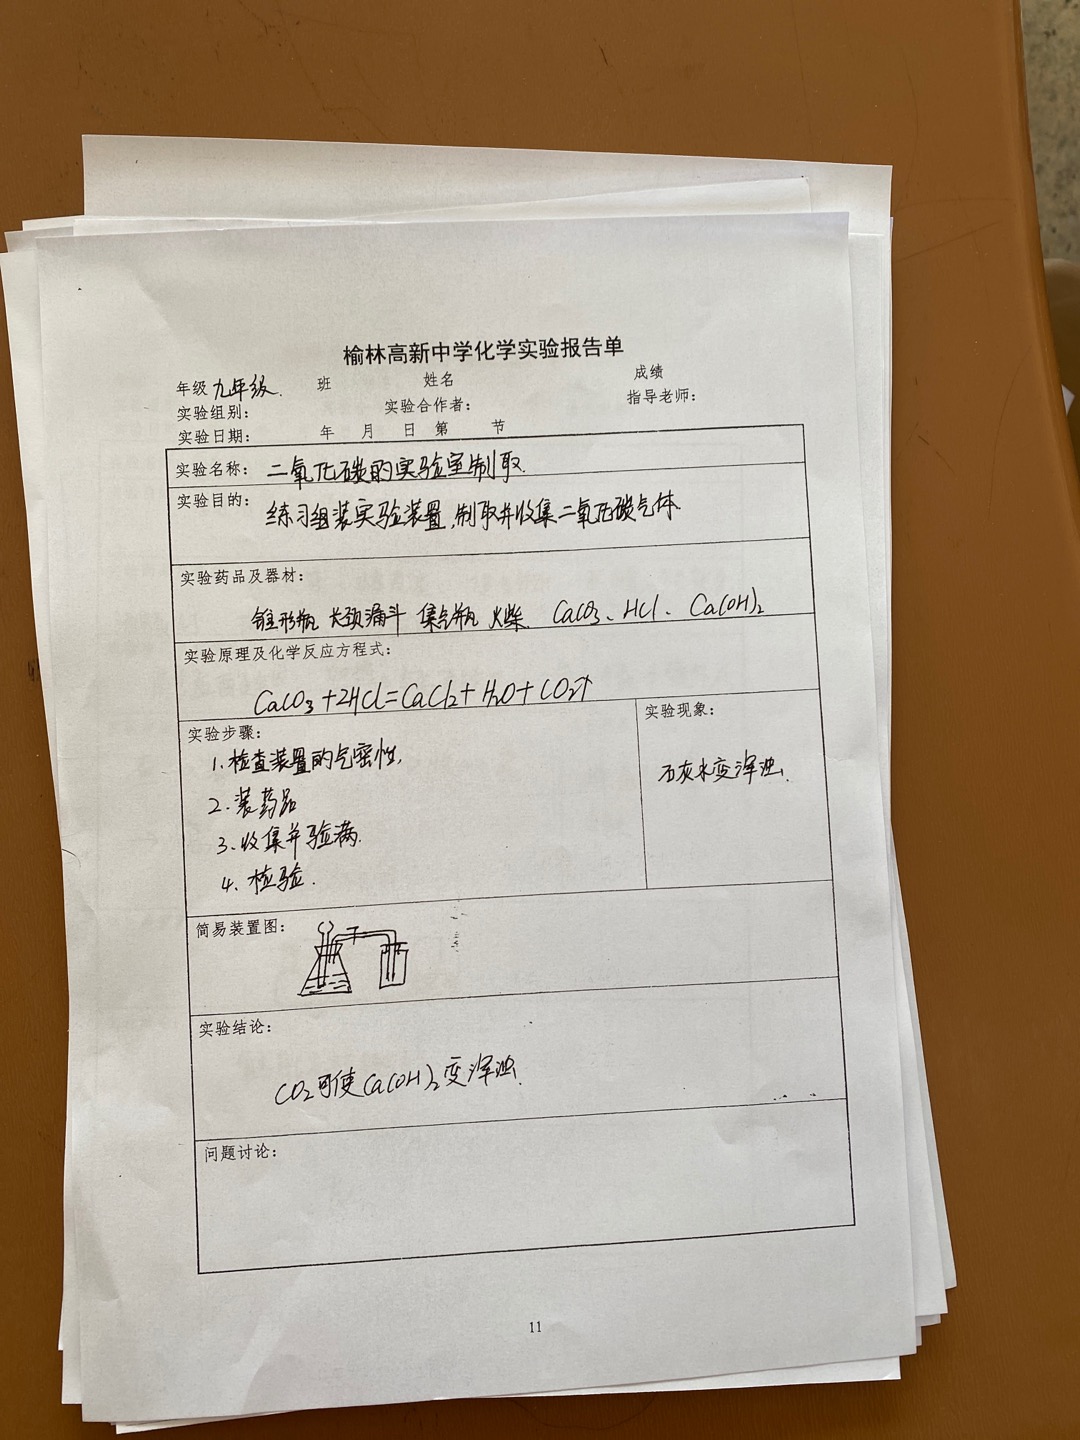 榆林高新中学化学实验报告单
年级 九年级. 班 姓名 成绩
实验组别: 实验合作者: 指导老师:
实验日期: 年 月 日 第 节
实验名称: 二氧化碳的实验室制取.
实验目的: 练习组装实验装置,制取并收集二氧化碳气体.
实验药品及器材:
锥形瓶 长颈漏斗 集气瓶 火柴. CaCO3、HCl、Ca(OH)2
实验原理及化学反应方程式:
CaCO3+2HCl=CaCl2+H2O+CO2↑
实验步骤:
1.检查装置的气密性.
2.装药品
3.收集并验满.
4.检验.
实验现象:
石灰水变浑浊.
简易装置图:
实验结论:
CO2可使Ca(OH)2变浑浊.
问题讨论:
11